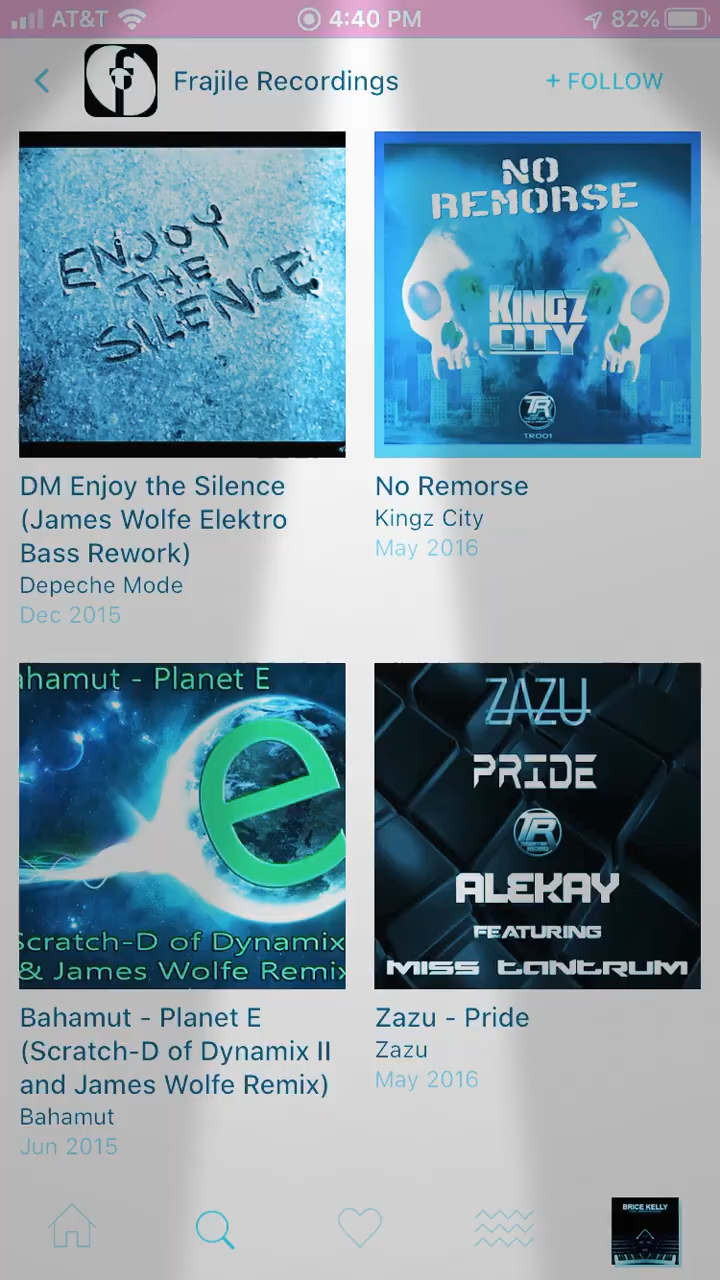 AT&T 4:40 PM 82%
Frajile Recordings + FOLLOW
ENJOY
THE
SILENCE
DM Enjoy the Silence
(James Wolfe Elektro
Bass Rework)
Depeche Mode
Dec 2015
NO
REMORSE
KINGZ
CITY
TR
TR001
No Remorse
Kingz City
May 2016
ahamut - Planet E
e
Scratch-D of Dynamix
& James Wolfe Remix
Bahamut - Planet E
(Scratch-D of Dynamix II
and James Wolfe Remix)
Bahamut
Jun 2015
ZAZU
PRIDE
TR
ALEKAY
FEATURING
MISS TANTRUM
Zazu - Pride
Zazu
May 2016
BRICE KELLY